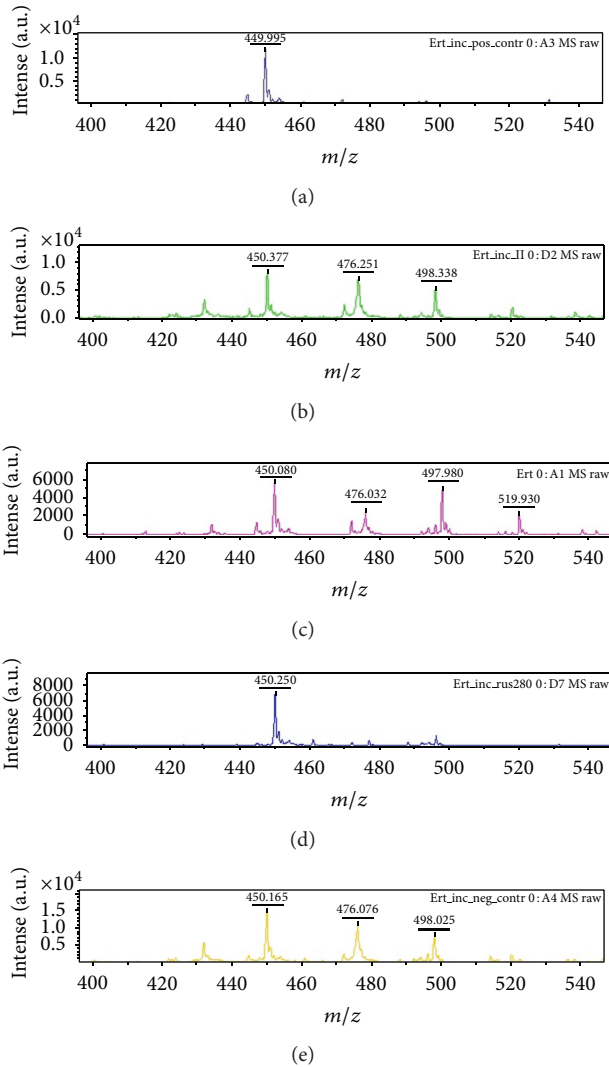 ×10⁴
449.995
Ert_inc_pos_contr 0:A3 MS raw
Intense (a.u.)
1.0
0.5
400 420 440 460 480 500 520 540
m/z
(a)
×10⁴
450.377
476.251
498.338
Ert_inc_II 0:D2 MS raw
Intense (a.u.)
1.0
0.5
0.0
400 420 440 460 480 500 520 540
m/z
(b)
450.080
476.032
497.980
519.930
Ert 0:A1 MS raw
Intense (a.u.)
6000
4000
2000
0
400 420 440 460 480 500 520 540
m/z
(c)
450.250
Ert_inc_rus280 0:D7 MS raw
Intense (a.u.)
8000
6000
4000
2000
0
400 420 440 460 480 500 520 540
m/z
(d)
×10⁴
450.165
476.076
498.025
Ert_inc_neg_contr 0:A4 MS raw
Intense (a.u.)
1.5
1.0
0.5
400 420 440 460 480 500 520 540
m/z
(e)